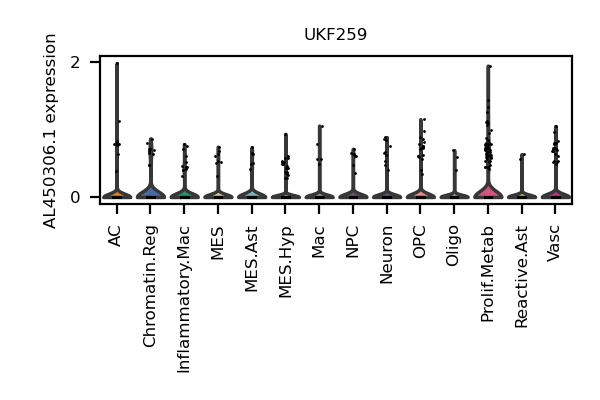 UKF259
AL450306.1 expression
2
0
AC
Chromatin.Reg
Inflammatory.Mac
MES
MES.Ast
MES.Hyp
Mac
NPC
Neuron
OPC
Oligo
Prolif.Metab
Reactive.Ast
Vasc